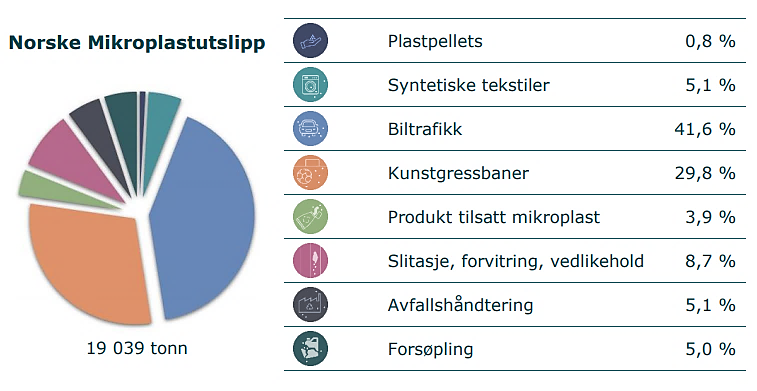 Norske Mikroplastutslipp
19 039 tonn
Plastpellets 0,8 %
Syntetiske tekstiler 5,1 %
Biltrafikk 41,6 %
Kunstgressbaner 29,8 %
Produkt tilsatt mikroplast 3,9 %
Slitasje, forvitring, vedlikehold 8,7 %
Avfallshåndtering 5,1 %
Forsøpling 5,0 %